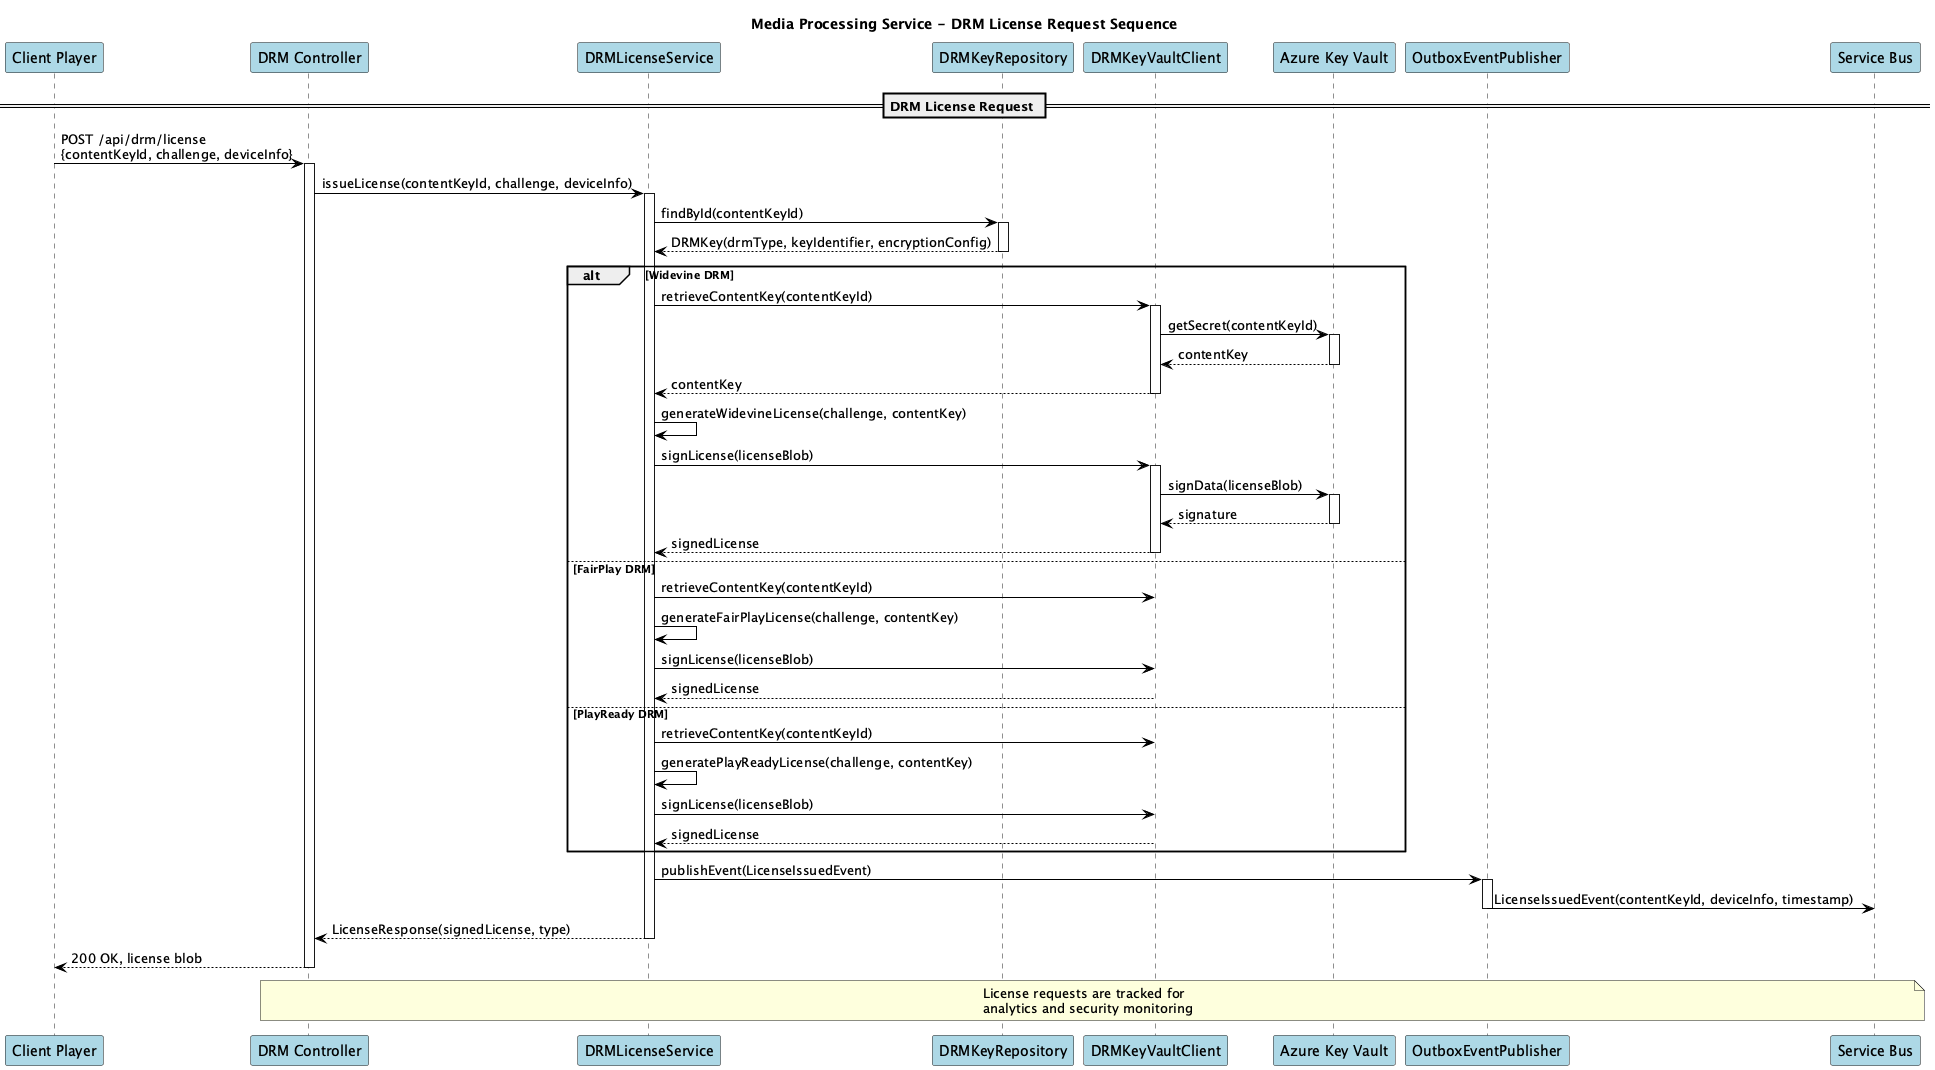 Media Processing Service - DRM License Request Sequence
Client Player
DRM Controller
DRMLicenseService
DRMKeyRepository
DRMKeyVaultClient
Azure Key Vault
OutboxEventPublisher
Service Bus
DRM License Request
POST /api/drm/license
{contentKeyId, challenge, deviceInfo}
issueLicense(contentKeyId, challenge, deviceInfo)
findById(contentKeyId)
DRMKey(drmType, keyIdentifier, encryptionConfig)
alt
[Widevine DRM]
retrieveContentKey(contentKeyId)
getSecret(contentKeyId)
contentKey
contentKey
generateWidevineLicense(challenge, contentKey)
signLicense(licenseBlob)
signData(licenseBlob)
signature
signedLicense
[FairPlay DRM]
retrieveContentKey(contentKeyId)
generateFairPlayLicense(challenge, contentKey)
signLicense(licenseBlob)
signedLicense
[PlayReady DRM]
retrieveContentKey(contentKeyId)
generatePlayReadyLicense(challenge, contentKey)
signLicense(licenseBlob)
signedLicense
publishEvent(LicenseIssuedEvent)
LicenseIssuedEvent(contentKeyId, deviceInfo, timestamp)
LicenseResponse(signedLicense, type)
200 OK, license blob
License requests are tracked for
analytics and security monitoring
Client Player
DRM Controller
DRMLicenseService
DRMKeyRepository
DRMKeyVaultClient
Azure Key Vault
OutboxEventPublisher
Service Bus